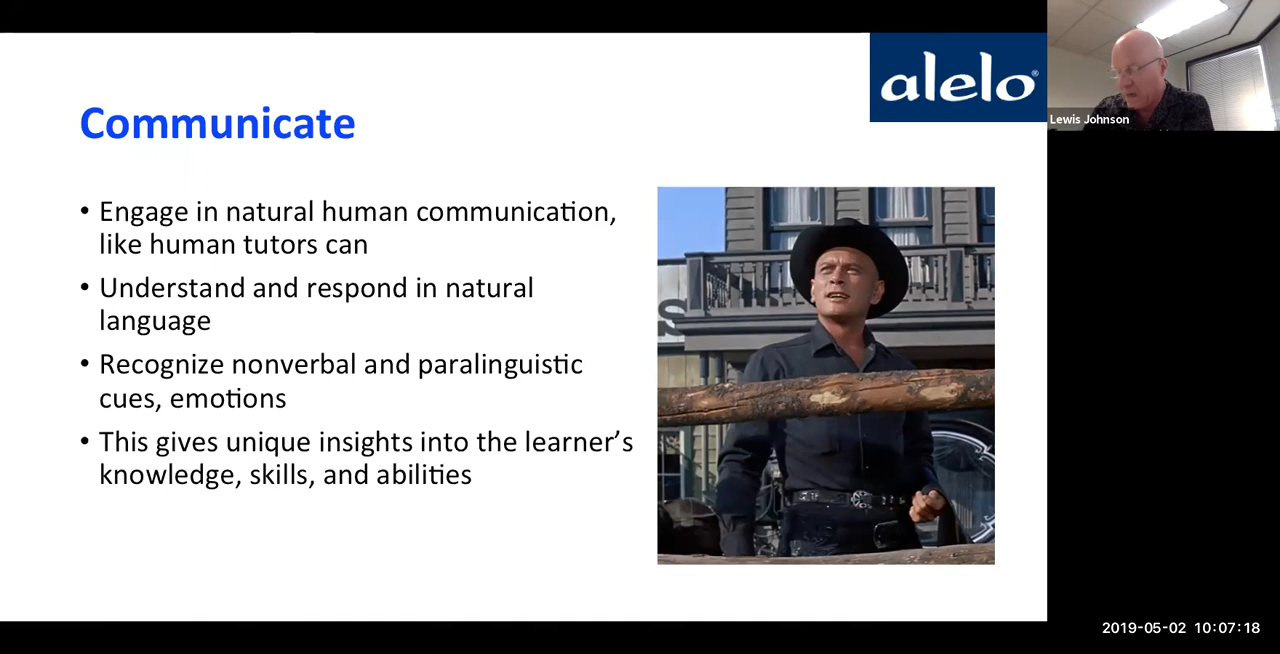 alelo®
Communicate
• Engage in natural human communication,
like human tutors can
• Understand and respond in natural
language
• Recognize nonverbal and paralinguistic
cues, emotions
• This gives unique insights into the learner’s
knowledge, skills, and abilities
S
Lewis Johnson
2019-05-02 10:07:18